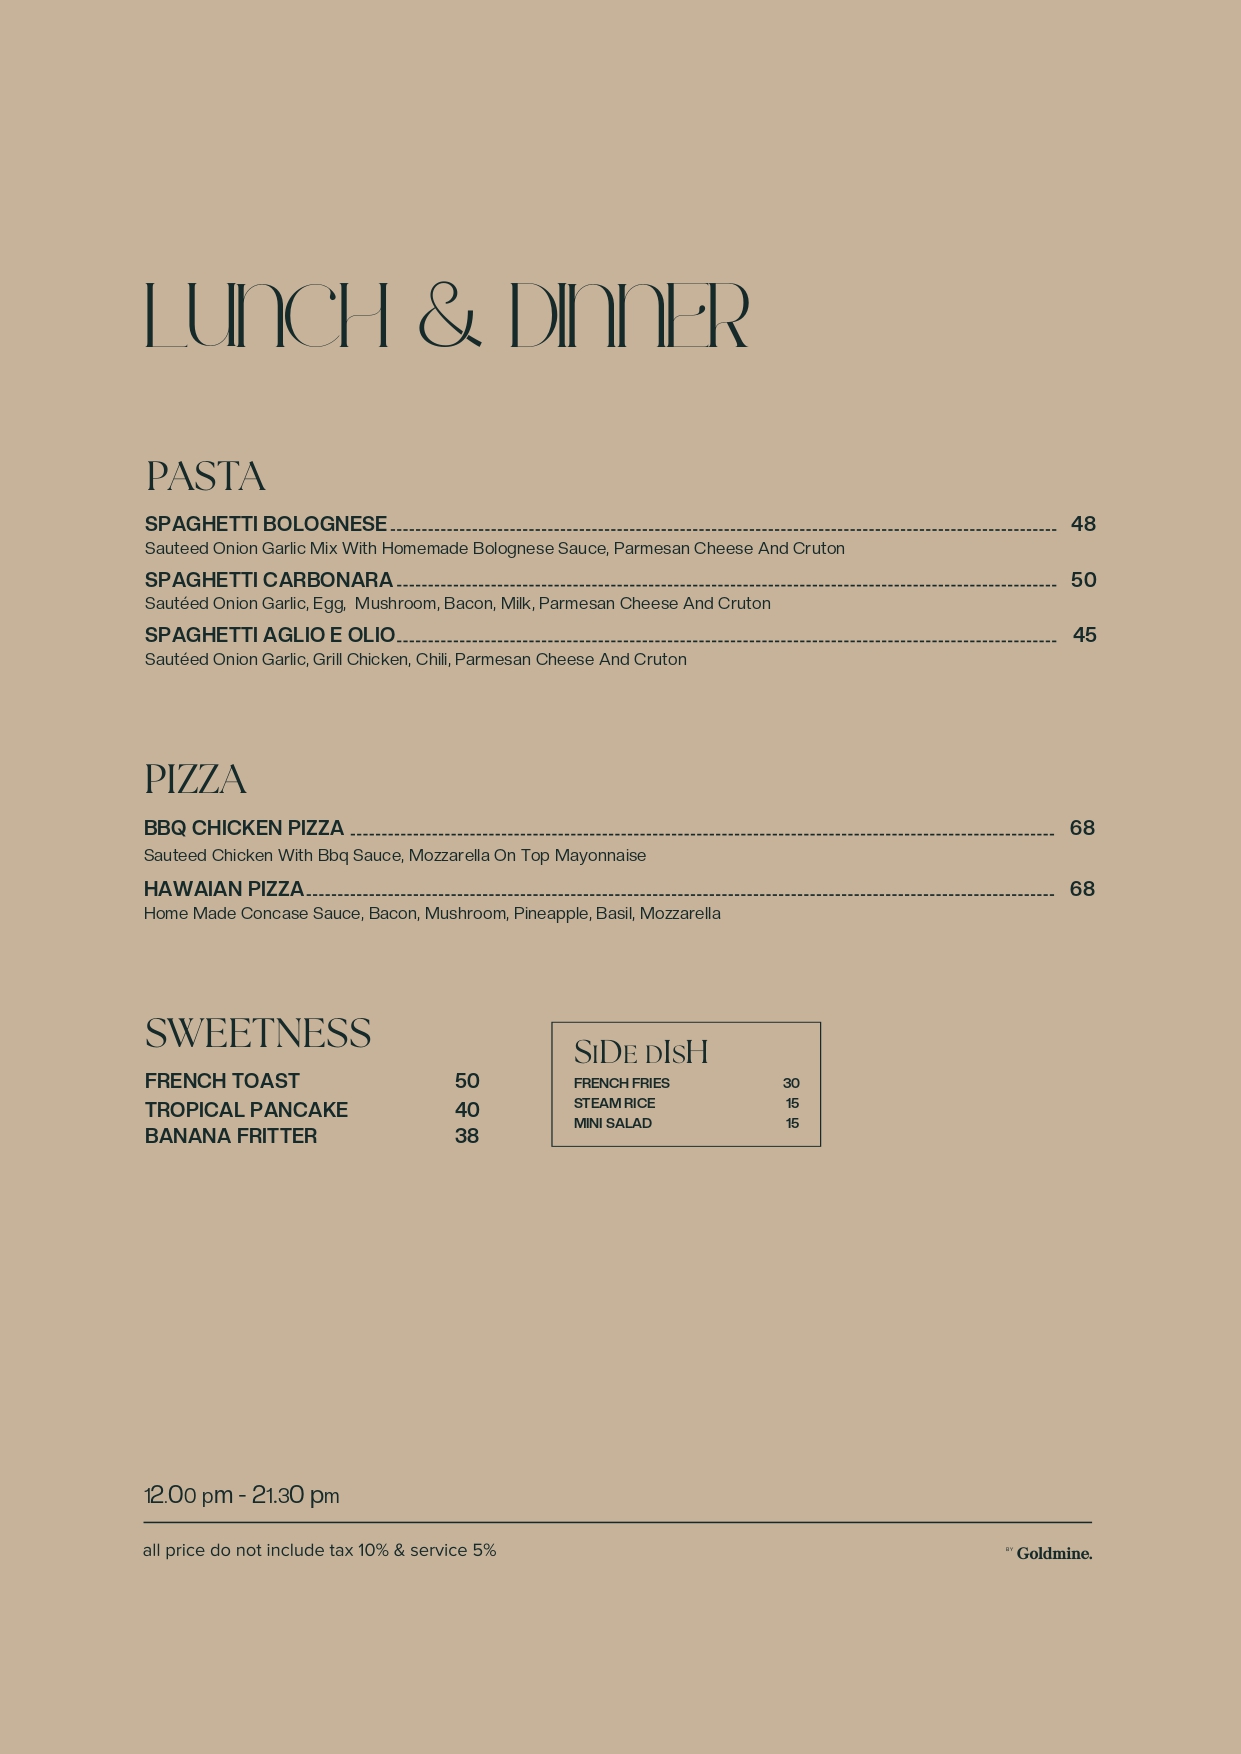 LUNCH & DINNER
PASTA
SPAGHETTI BOLOGNESE 48
Sauteed Onion Garlic Mix With Homemade Bolognese Sauce, Parmesan Cheese And Cruton
SPAGHETTI CARBONARA 50
Sautéed Onion Garlic, Egg, Mushroom, Bacon, Milk, Parmesan Cheese And Cruton
SPAGHETTI AGLIO E OLIO 45
Sautéed Onion Garlic, Grill Chicken, Chili, Parmesan Cheese And Cruton
PIZZA
BBQ CHICKEN PIZZA 68
Sauteed Chicken With Bbq Sauce, Mozzarella On Top Mayonnaise
HAWAIAN PIZZA 68
Home Made Concase Sauce, Bacon, Mushroom, Pineapple, Basil, Mozzarella
SWEETNESS
FRENCH TOAST 50
TROPICAL PANCAKE 40
BANANA FRITTER 38
SiDe dIsH
FRENCH FRIES 30
STEAM RICE 15
MINI SALAD 15
12.00 pm - 21.30 pm
all price do not include tax 10% & service 5%
BY Goldmine.